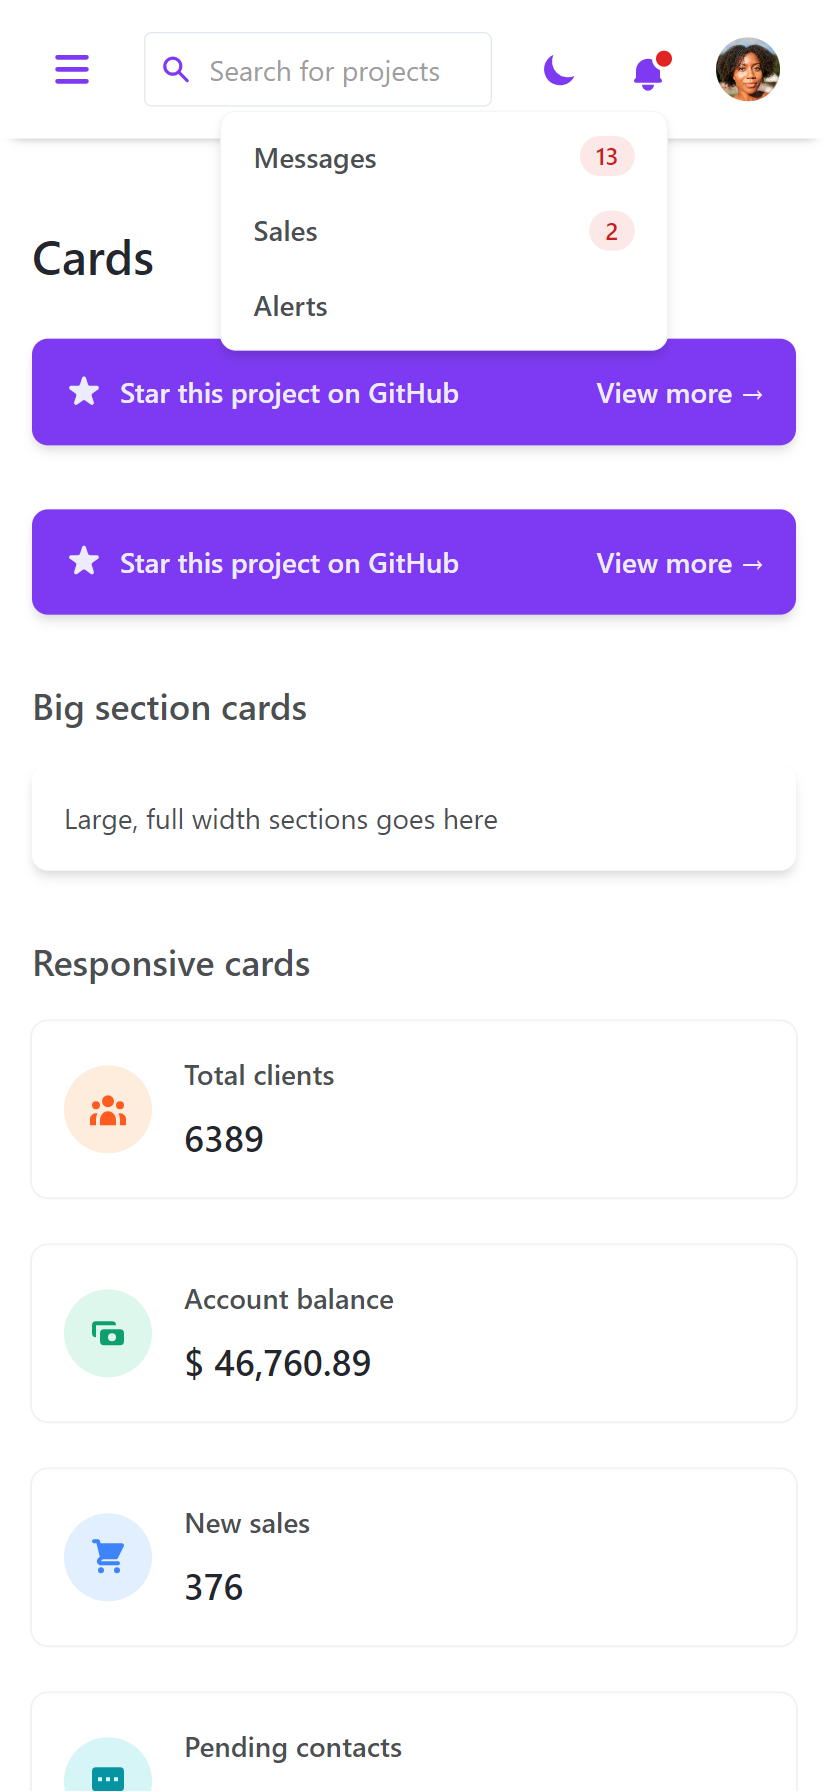 Search for projects
Messages 13
Sales 2
Alerts
Cards
Star this project on GitHub View more →
Star this project on GitHub View more →
Big section cards
Large, full width sections goes here
Responsive cards
Total clients
6389
Account balance
$ 46,760.89
New sales
376
Pending contacts